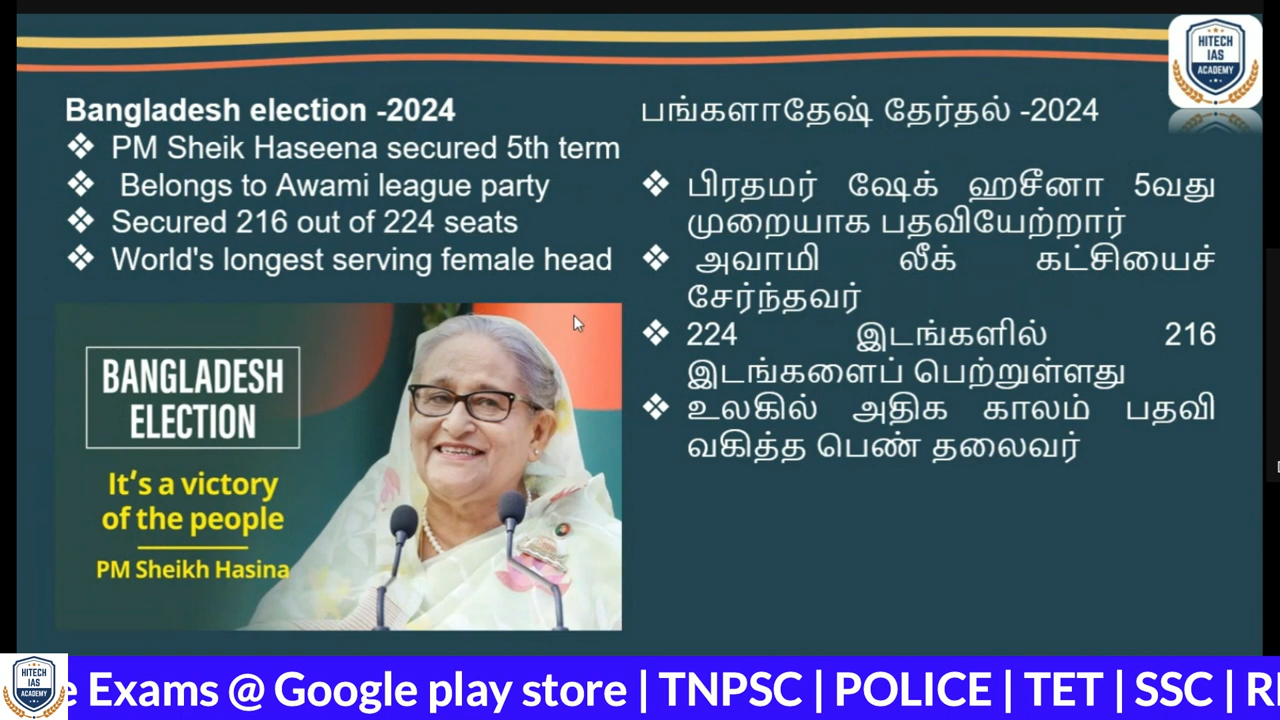 HITECH
IAS
ACADEMY
Bangladesh election -2024
❖ PM Sheik Haseena secured 5th term
❖ Belongs to Awami league party
❖ Secured 216 out of 224 seats
❖ World's longest serving female head
BANGLADESH
ELECTION
It's a victory
of the people
PM Sheikh Hasina
பங்களாதேஷ் தேர்தல் -2024
❖ பிரதமர் ஷேக் ஹசீனா 5வது
முறையாக பதவியேற்றார்
❖ அவாமி லீக் கட்சியைச்
சேர்ந்தவர்
❖ 224 இடங்களில் 216
இடங்களைப் பெற்றுள்ளது
❖ உலகில் அதிக காலம் பதவி
வகித்த பெண் தலைவர்
HITECH
IAS
ACADEMY
e Exams @ Google play store | TNPSC | POLICE | TET | SSC |